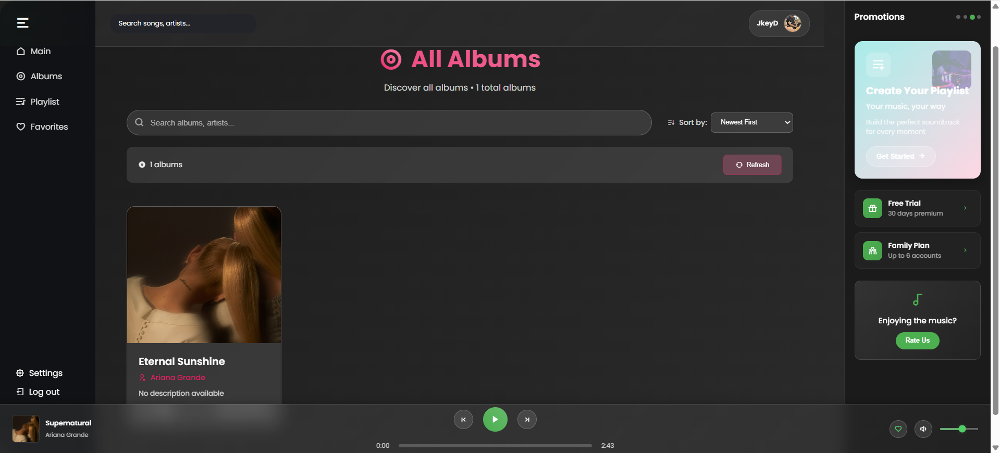 Search songs, artists...
JkeyD
Main
Albums
Playlist
Favorites
Settings
Log out
All Albums
Discover all albums • 1 total albums
Search albums, artists...
Sort by:
Newest First
1 albums
Refresh
Eternal Sunshine
Ariana Grande
No description available
Promotions
Create Your Playlist
Your music, your way
Build the perfect soundtrack
for every moment
Get Started
Free Trial
30 days premium
Family Plan
Up to 6 accounts
Enjoying the music?
Rate Us
Supernatural
Ariana Grande
0:00
2:43